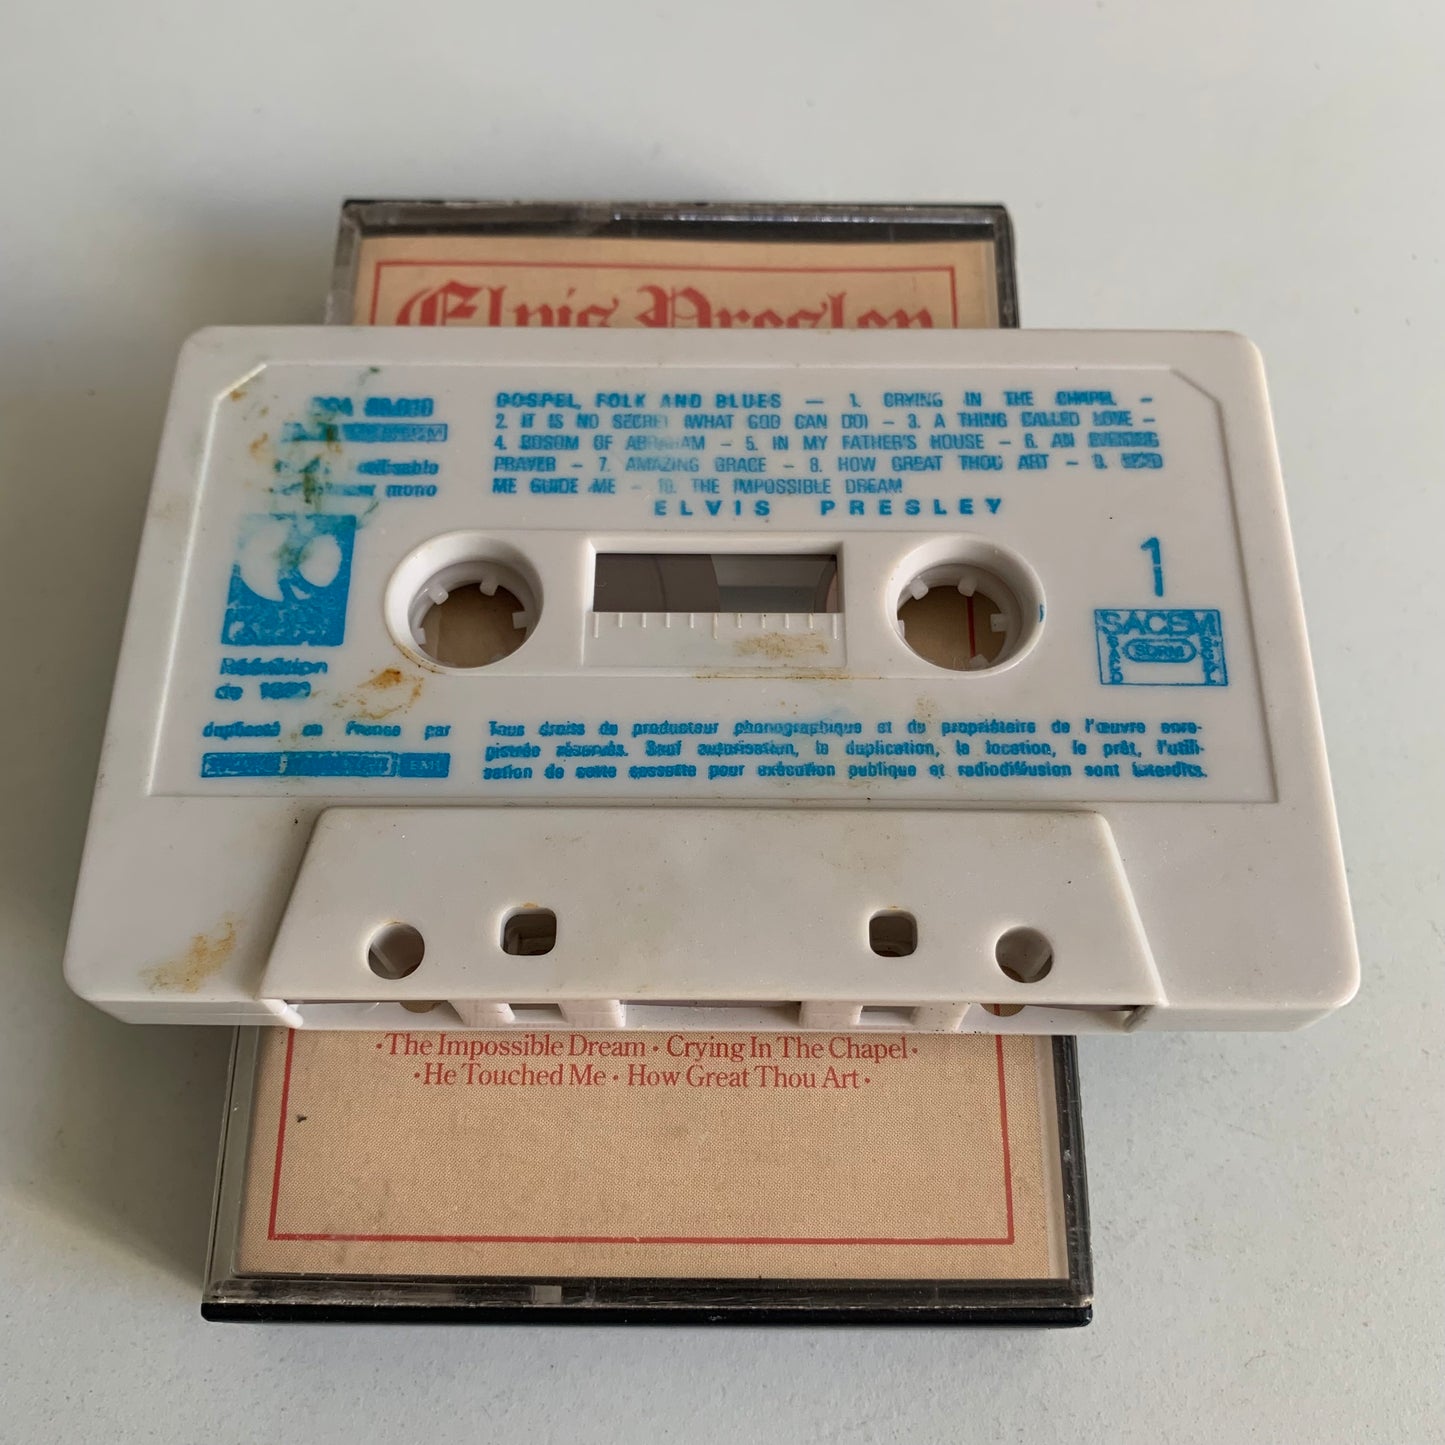 Elvis Presley
GOSPEL, FOLK AND BLUES – 1. CRYING IN THE CHAPEL –
2. IT IS NO SECRET (WHAT GOD CAN DO) – 3. A THING CALLED LOVE –
4. BOSOM OF ABRAHAM – 5. IN MY FATHER'S HOUSE – 6. AN EVENING
PRAYER – 7. AMAZING GRACE – 8. HOW GREAT THOU ART – 9. LEAD
ME GUIDE ME – 10. THE IMPOSSIBLE DREAM
ELVIS PRESLEY
mono
1
SACEM
SDRM
Réédition
de
dupliquée en France par
Tous droits du producteur phonographique et du propriétaire de l'œuvre enre-
gistrée réservés. Sauf autorisation, la duplication, la location, le prêt, l'utili-
sation de cette cassette pour exécution publique et radiodiffusion sont interdits.
·The Impossible Dream · Crying In The Chapel·
·He Touched Me · How Great Thou Art·